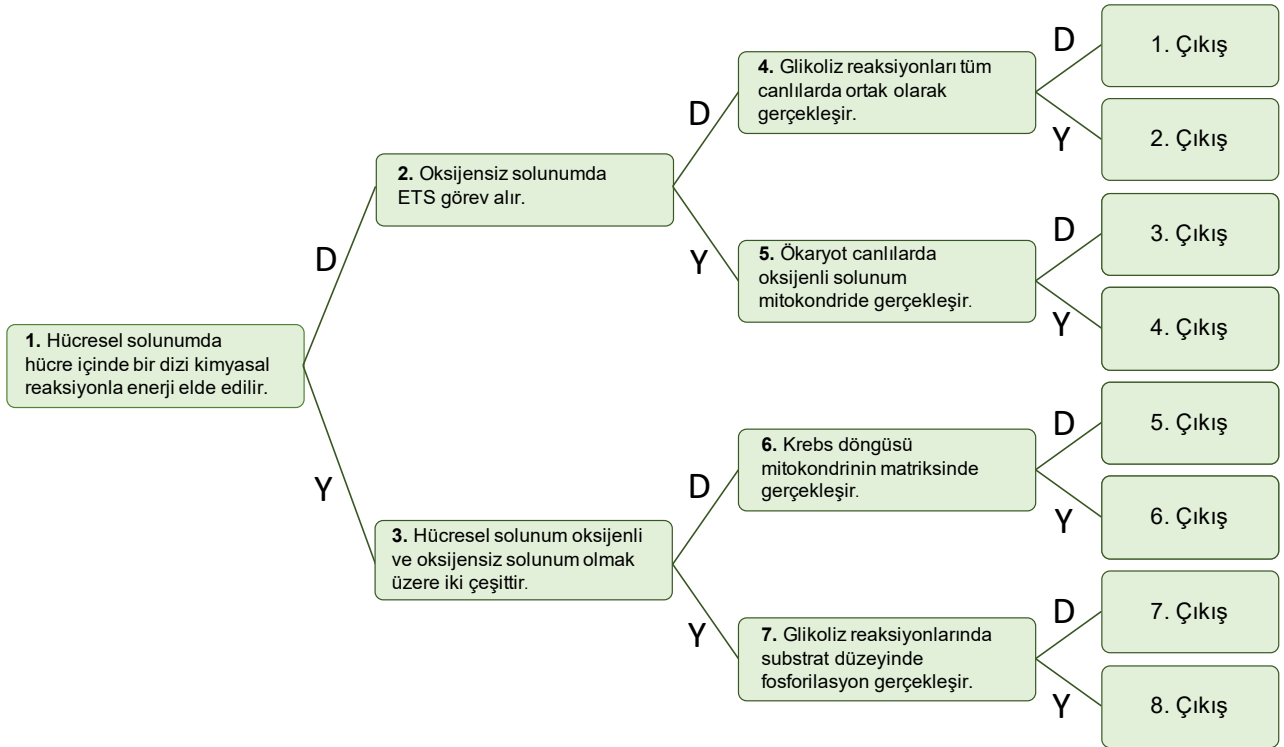 1. Hücresel solunumda
hücre içinde bir dizi kimyasal
reaksiyonla enerji elde edilir.
D
Y
2. Oksijensiz solunumda
ETS görev alır.
D
Y
3. Hücresel solunum oksijenli
ve oksijensiz solunum olmak
üzere iki çeşittir.
D
Y
4. Glikoliz reaksiyonları tüm
canlılarda ortak olarak
gerçekleşir.
D
Y
5. Ökaryot canlılarda
oksijenli solunum
mitokondride gerçekleşir.
D
Y
6. Krebs döngüsü
mitokondrinin matriksinde
gerçekleşir.
D
Y
7. Glikoliz reaksiyonlarında
substrat düzeyinde
fosforilasyon gerçekleşir.
D
Y
1. Çıkış
2. Çıkış
3. Çıkış
4. Çıkış
5. Çıkış
6. Çıkış
7. Çıkış
8. Çıkış